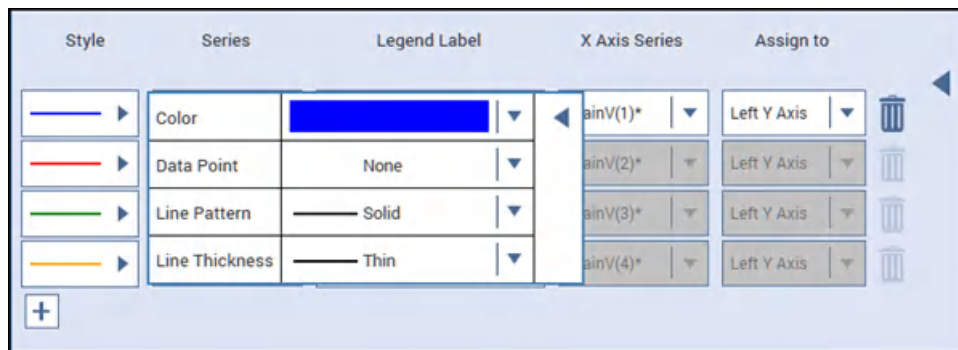 Style Series Legend Label X Axis Series Assign to
Color ainV(1)* Left Y Axis
Data Point None ainV(2)* Left Y Axis
Line Pattern Solid ainV(3)* Left Y Axis
Line Thickness Thin ainV(4)* Left Y Axis
+